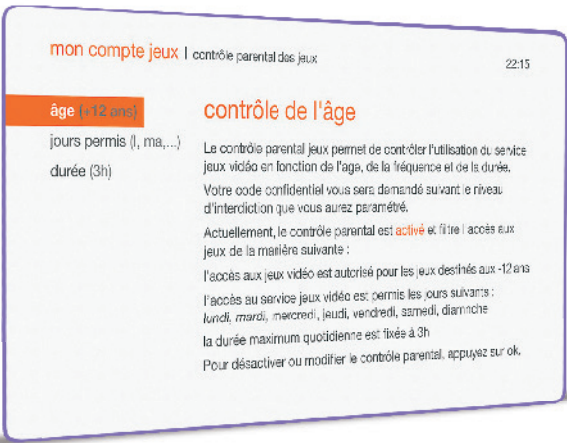 mon compte jeux | contrôle parental des jeux
22:15
âge (+12 ans)
jours permis (l, ma,...)
durée (3h)
contrôle de l'âge
Le contrôle parental jeux permet de contrôler l'utilisation du service
jeux vidéo en fonction de l'age, de la fréquence et de la durée.
Votre code confidentiel vous sera demandé suivant le niveau
d'interdiction que vous aurez paramétré.
Actuellement, le contrôle parental est activé et filtre l'accès aux
jeux de la manière suivante :
l'accès aux jeux vidéo est autorisé pour les jeux destinés aux -12 ans
l'accès au service jeux vidéo est permis les jours suivants :
lundi, mardi, mercredi, jeudi, vendredi, samedi, dimanche
la durée maximum quotidienne est fixée à 3h
Pour désactiver ou modifier le contrôle parental, appuyez sur ok.